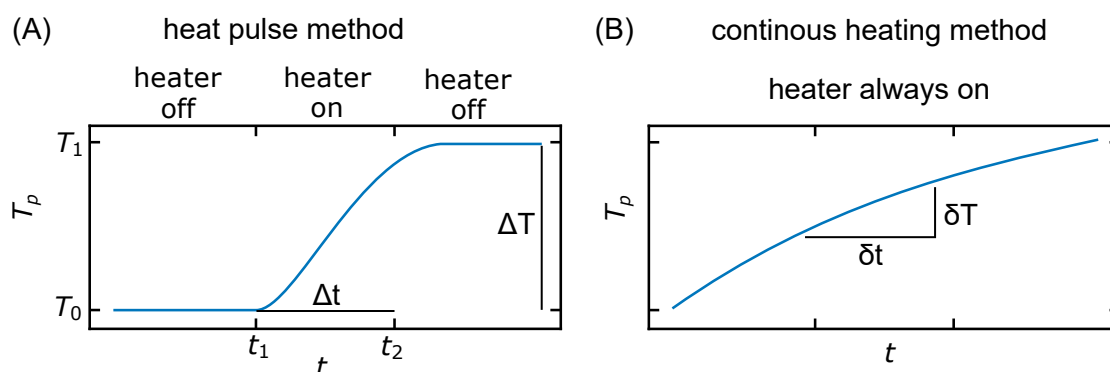 (A) heat pulse method
heater off
heater on
heater off
T1
Tp
T0
ΔT
Δt
t1
t2
t
(B) continous heating method
heater always on
Tp
δT
δt
t